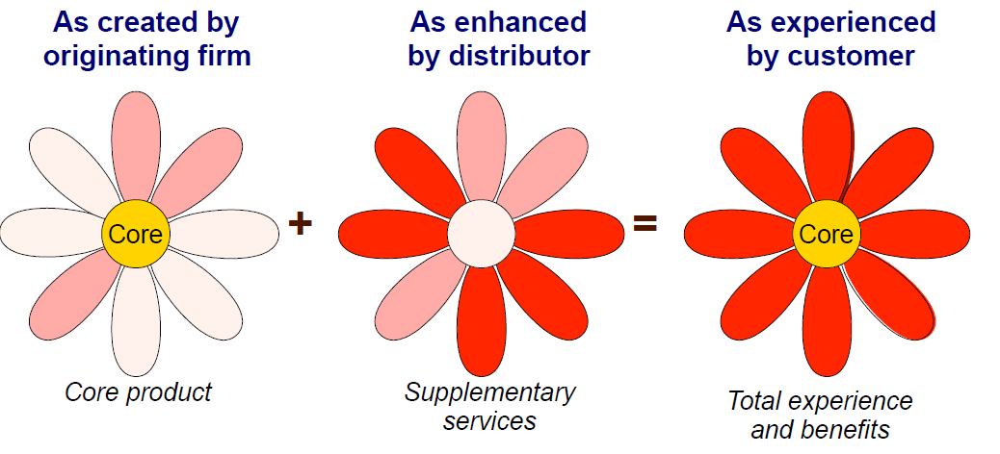 As created by
originating firm
As enhanced
by distributor
As experienced
by customer
Core
+
=
Core
Core product
Supplementary
services
Total experience
and benefits